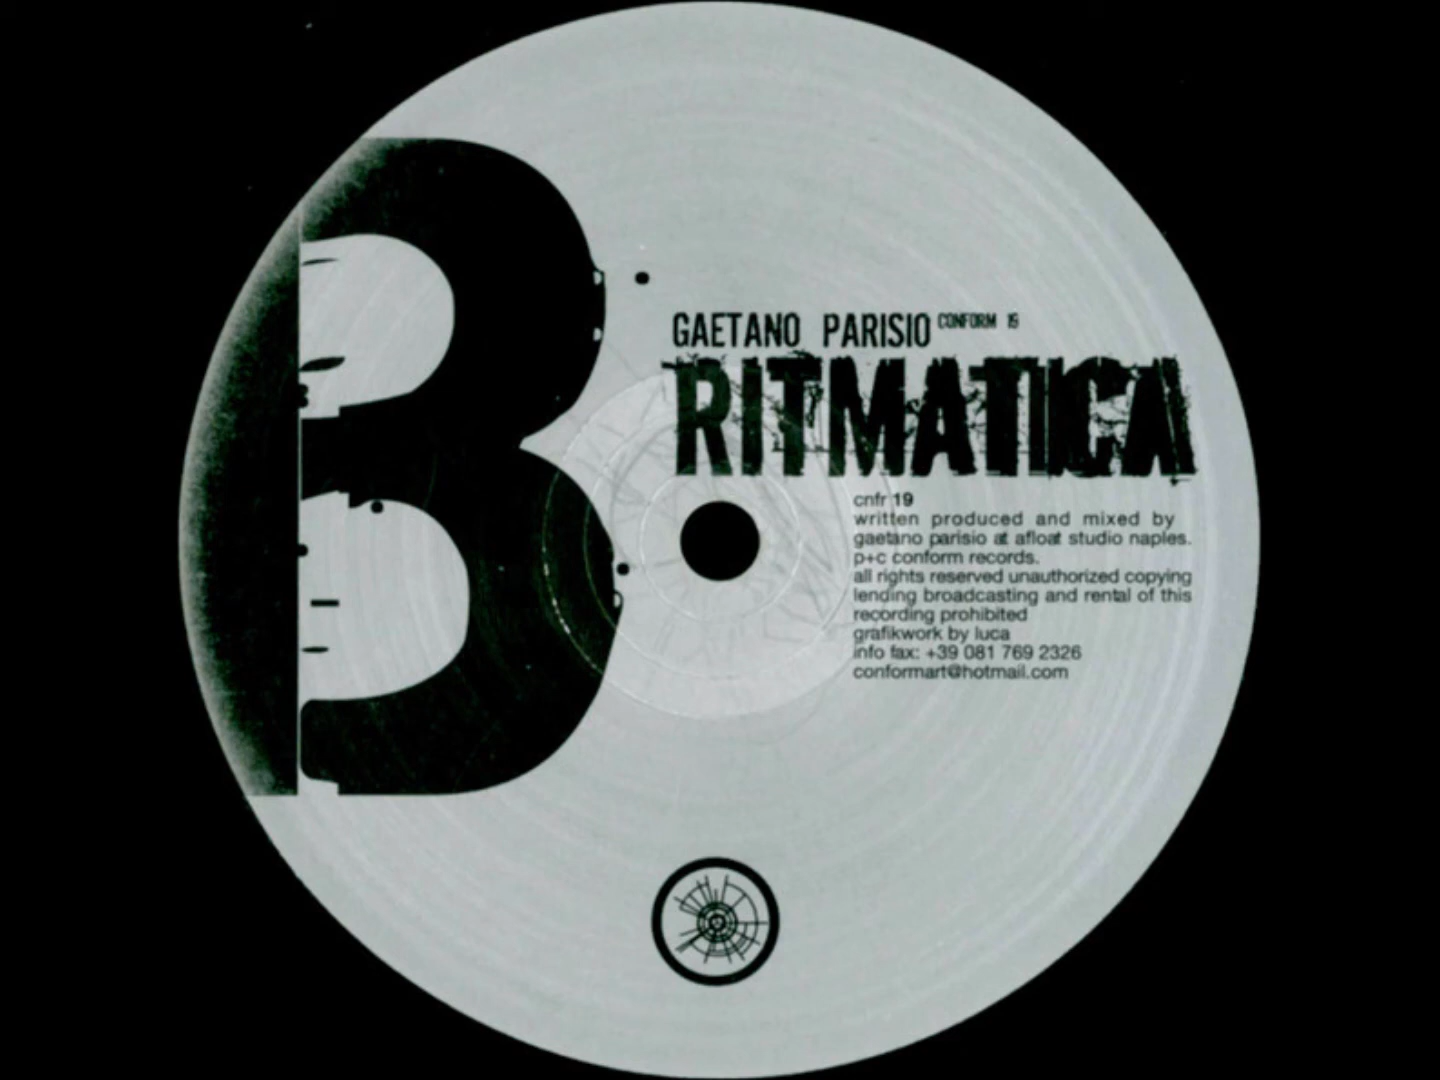 B
GAETANO PARISIO CONFORM 19
RITMATICA
cnfr 19
written produced and mixed by
gaetano parisio at afloat studio naples.
p+c conform records.
all rights reserved unauthorized copying
lending broadcasting and rental of this
recording prohibited
grafikwork by luca
info fax: +39 081 769 2326
conformart@hotmail.com